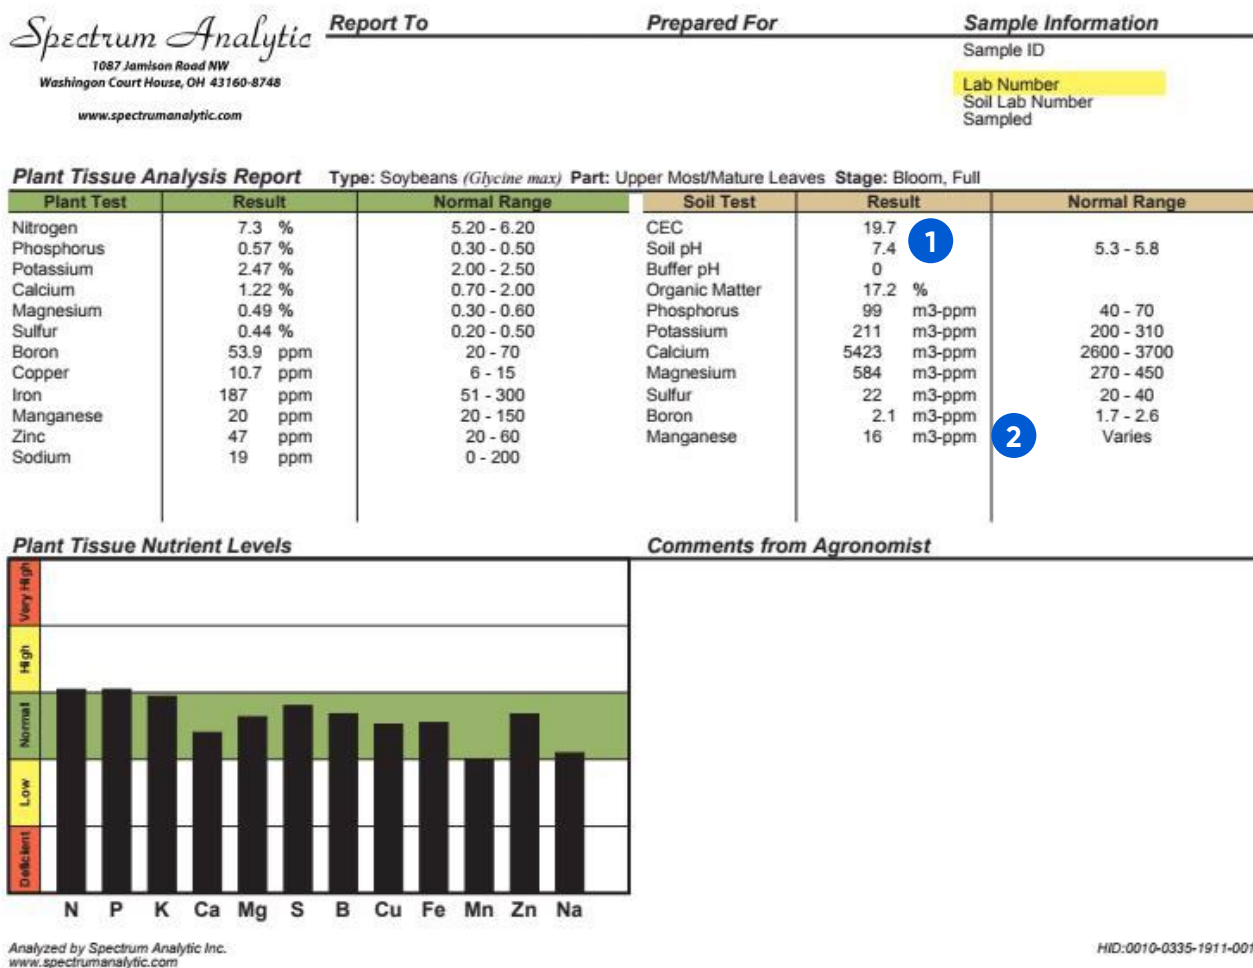 Spectrum Analytic
1087 Jamison Road NW
Washingon Court House, OH 43160-8748
www.spectrumanalytic.com
Report To
Prepared For
Sample Information
Sample ID
Lab Number
Soil Lab Number
Sampled
Plant Tissue Analysis Report Type: Soybeans (Glycine max) Part: Upper Most/Mature Leaves Stage: Bloom, Full
Plant Test Result Normal Range
Nitrogen 7.3 % 5.20 - 6.20
Phosphorus 0.57 % 0.30 - 0.50
Potassium 2.47 % 2.00 - 2.50
Calcium 1.22 % 0.70 - 2.00
Magnesium 0.49 % 0.30 - 0.60
Sulfur 0.44 % 0.20 - 0.50
Boron 53.9 ppm 20 - 70
Copper 10.7 ppm 6 - 15
Iron 187 ppm 51 - 300
Manganese 20 ppm 20 - 150
Zinc 47 ppm 20 - 60
Sodium 19 ppm 0 - 200
Soil Test Result Normal Range
CEC 19.7
1
Soil pH 7.4 5.3 - 5.8
Buffer pH 0
Organic Matter 17.2 %
Phosphorus 99 m3-ppm 40 - 70
Potassium 211 m3-ppm 200 - 310
Calcium 5423 m3-ppm 2600 - 3700
Magnesium 584 m3-ppm 270 - 450
Sulfur 22 m3-ppm 20 - 40
Boron 2.1 m3-ppm 1.7 - 2.6
Manganese 16 m3-ppm 2 Varies
Plant Tissue Nutrient Levels
Very High
High
Normal
Low
Deficient
N P K Ca Mg S B Cu Fe Mn Zn Na
Comments from Agronomist
Analyzed by Spectrum Analytic Inc.
www.spectrumanalytic.com
HID:0010-0335-1911-001